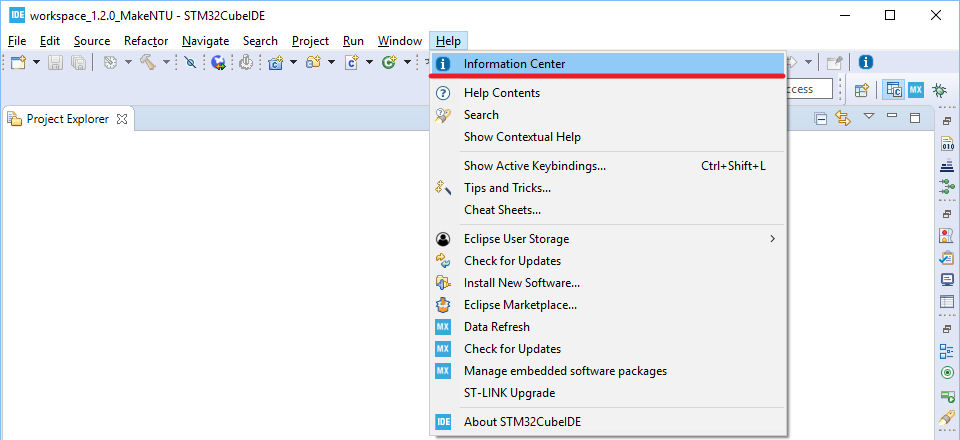 IDE workspace_1.2.0_MakeNTU - STM32CubeIDE
File Edit Source Refactor Navigate Search Project Run Window Help
Information Center
ccess
MX
Project Explorer
Help Contents
Search
Show Contextual Help
010
Show Active Keybindings... Ctrl+Shift+L
Tips and Tricks...
Cheat Sheets...
Eclipse User Storage
Check for Updates
Install New Software...
Eclipse Marketplace...
MX Data Refresh
MX Check for Updates
MX Manage embedded software packages
ST-LINK Upgrade
IDE About STM32CubeIDE